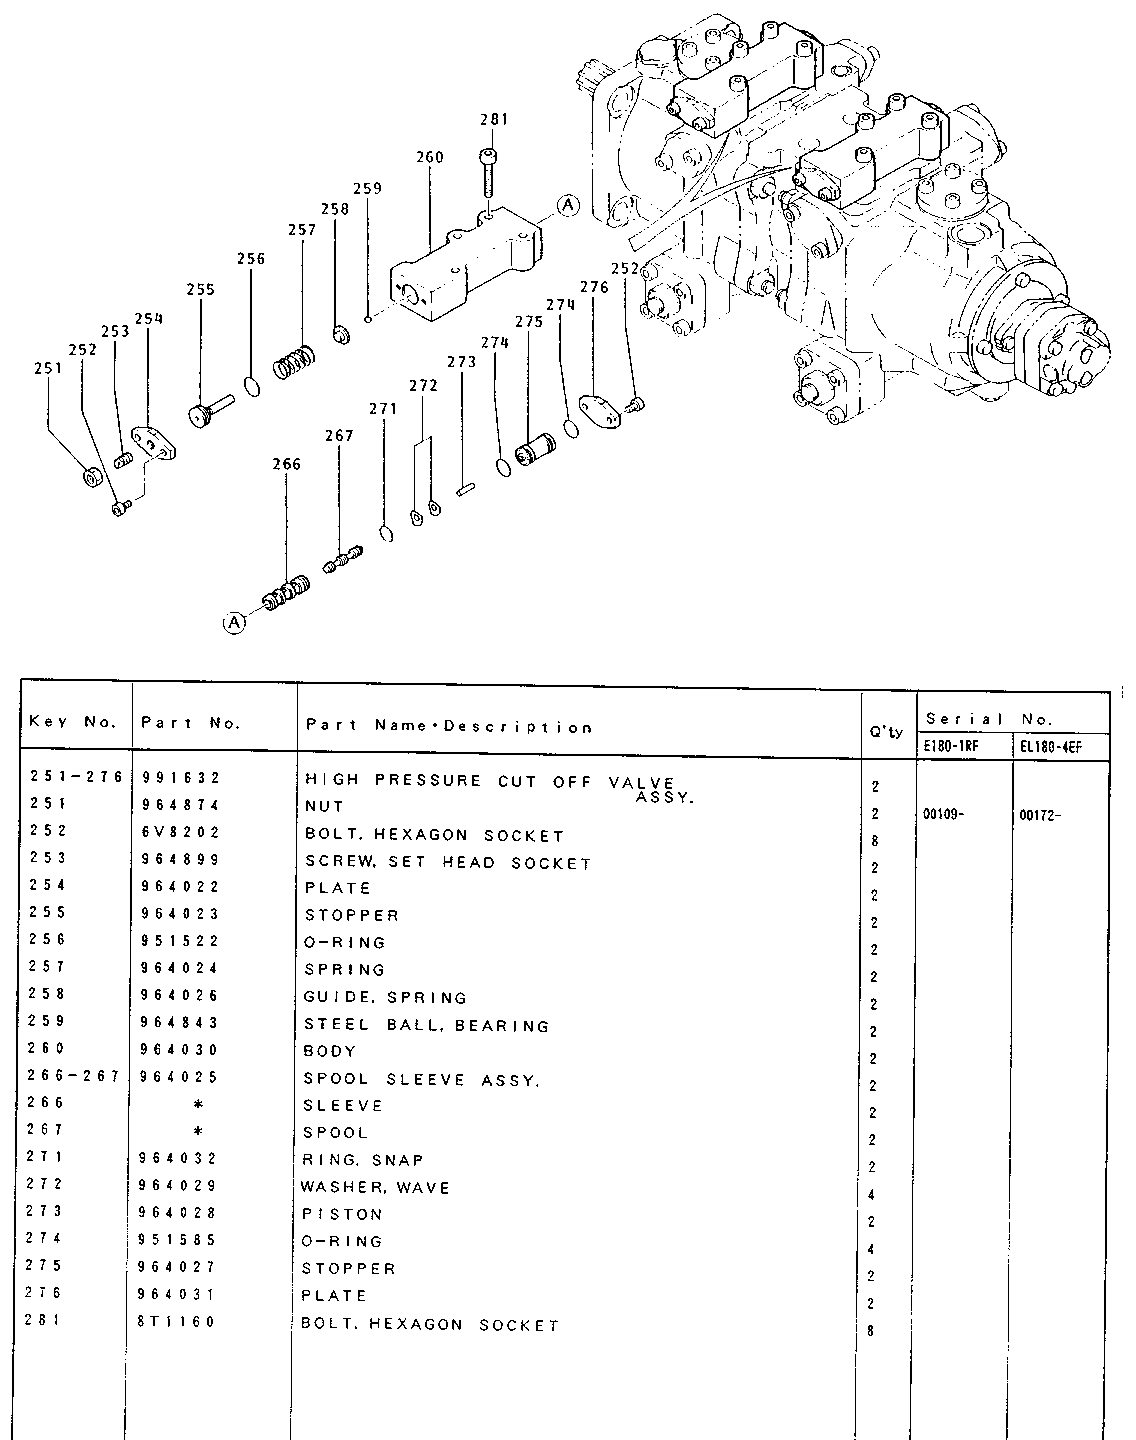 281
260
259
258
257
256
255
254
253
252
251
A
252
276
274
275
274
273
272
271
267
266
A
Key No. Part No. Part Name・Description Q'ty Serial No.
E180-1RF EL180-4EF
251-276 991632 HIGH PRESSURE CUT OFF VALVE ASSY. 2
251 964874 NUT 2 00109- 00172-
252 6V8202 BOLT, HEXAGON SOCKET 8
253 964899 SCREW, SET HEAD SOCKET 2
254 964022 PLATE 2
255 964023 STOPPER 2
256 951522 O-RING 2
257 964024 SPRING 2
258 964026 GUIDE, SPRING 2
259 964843 STEEL BALL, BEARING 2
260 964030 BODY 2
266-267 964025 SPOOL SLEEVE ASSY. 2
266 * SLEEVE 2
267 * SPOOL 2
271 964032 RING, SNAP 2
272 964029 WASHER, WAVE 4
273 964028 PISTON 2
274 951585 O-RING 4
275 964027 STOPPER 2
276 964031 PLATE 2
281 8T1160 BOLT, HEXAGON SOCKET 8